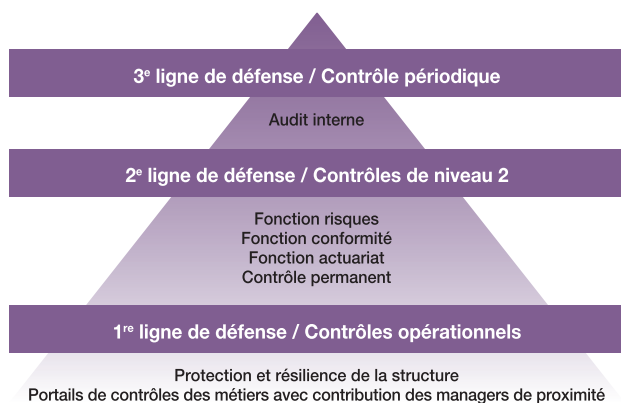 3e ligne de défense / Contrôle périodique
Audit interne
2e ligne de défense / Contrôles de niveau 2
Fonction risques
Fonction conformité
Fonction actuariat
Contrôle permanent
1re ligne de défense / Contrôles opérationnels
Protection et résilience de la structure
Portails de contrôles des métiers avec contribution des managers de proximité